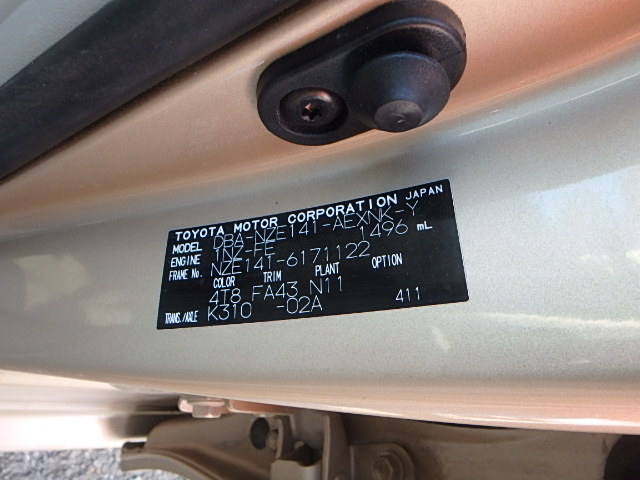 TOYOTA MOTOR CORPORATION JAPAN
MODEL DBA-NZE141-AEXNK-Y
ENGINE 1NZ-FE 1496 mL
FRAME No. NZE141-6171122
COLOR TRIM PLANT OPTION
4T8 FA43 N11
TRANS./AXLE K310 -02A 411